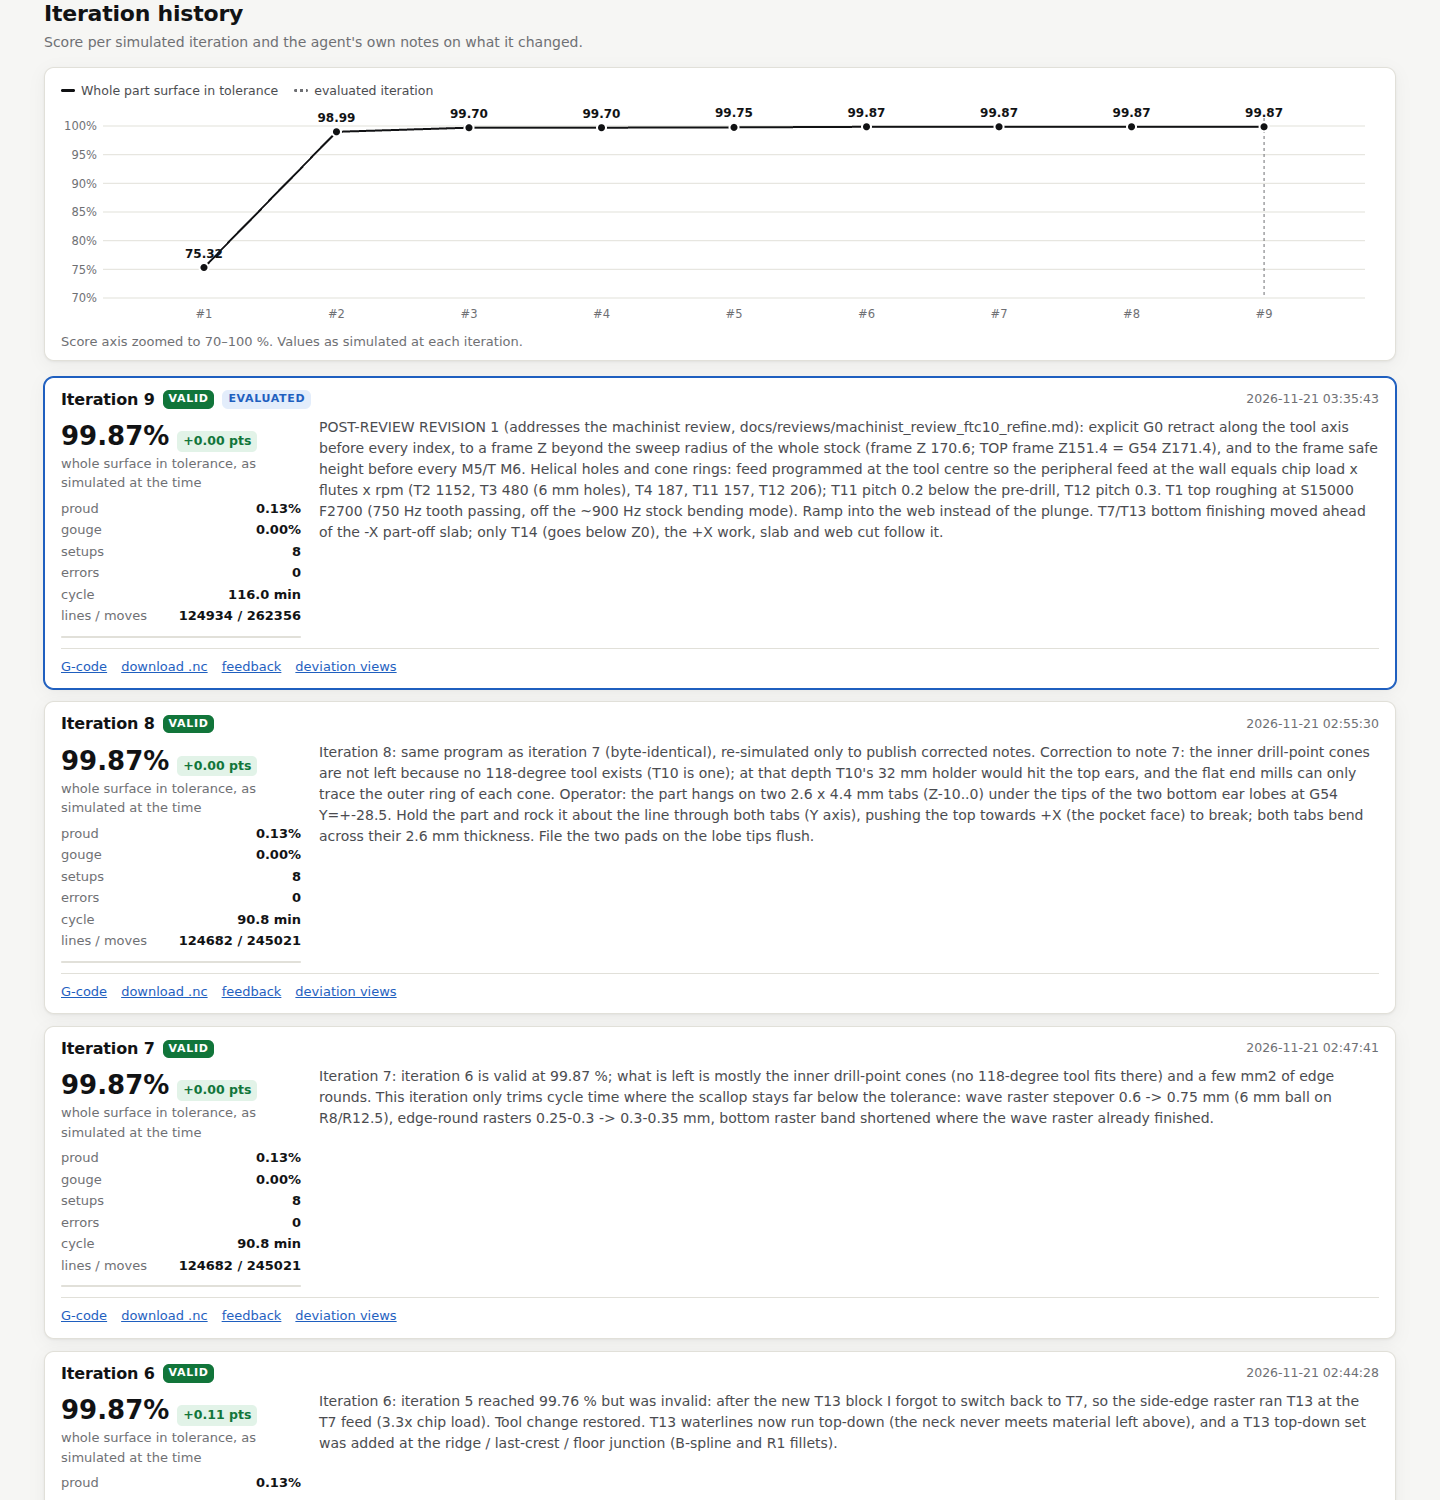 Iteration history
Score per simulated iteration and the agent's own notes on what it changed.
Whole part surface in tolerance evaluated iteration
100%
95%
90%
85%
80%
75%
70%
75.32
98.99
99.70
99.70
99.75
99.87
99.87
99.87
99.87
#1 #2 #3 #4 #5 #6 #7 #8 #9
Score axis zoomed to 70–100 %. Values as simulated at each iteration.
Iteration 9 VALID EVALUATED 2026-11-21 03:35:43
99.87% +0.00 pts
whole surface in tolerance, as
simulated at the time
proud 0.13%
gouge 0.00%
setups 8
errors 0
cycle 116.0 min
lines / moves 124934 / 262356
POST-REVIEW REVISION 1 (addresses the machinist review, docs/reviews/machinist_review_ftc10_refine.md): explicit G0 retract along the tool axis
before every index, to a frame Z beyond the sweep radius of the whole stock (frame Z 170.6; TOP frame Z151.4 = G54 Z171.4), and to the frame safe
height before every M5/T M6. Helical holes and cone rings: feed programmed at the tool centre so the peripheral feed at the wall equals chip load x
flutes x rpm (T2 1152, T3 480 (6 mm holes), T4 187, T11 157, T12 206); T11 pitch 0.2 below the pre-drill, T12 pitch 0.3. T1 top roughing at S15000
F2700 (750 Hz tooth passing, off the ~900 Hz stock bending mode). Ramp into the web instead of the plunge. T7/T13 bottom finishing moved ahead
of the -X part-off slab; only T14 (goes below Z0), the +X work, slab and web cut follow it.
G-code download .nc feedback deviation views
Iteration 8 VALID 2026-11-21 02:55:30
99.87% +0.00 pts
whole surface in tolerance, as
simulated at the time
proud 0.13%
gouge 0.00%
setups 8
errors 0
cycle 90.8 min
lines / moves 124682 / 245021
Iteration 8: same program as iteration 7 (byte-identical), re-simulated only to publish corrected notes. Correction to note 7: the inner drill-point cones
are not left because no 118-degree tool exists (T10 is one); at that depth T10's 32 mm holder would hit the top ears, and the flat end mills can only
trace the outer ring of each cone. Operator: the part hangs on two 2.6 x 4.4 mm tabs (Z-10..0) under the tips of the two bottom ear lobes at G54
Y=+-28.5. Hold the part and rock it about the line through both tabs (Y axis), pushing the top towards +X (the pocket face) to break; both tabs bend
across their 2.6 mm thickness. File the two pads on the lobe tips flush.
G-code download .nc feedback deviation views
Iteration 7 VALID 2026-11-21 02:47:41
99.87% +0.00 pts
whole surface in tolerance, as
simulated at the time
proud 0.13%
gouge 0.00%
setups 8
errors 0
cycle 90.8 min
lines / moves 124682 / 245021
Iteration 7: iteration 6 is valid at 99.87 %; what is left is mostly the inner drill-point cones (no 118-degree tool fits there) and a few mm2 of edge
rounds. This iteration only trims cycle time where the scallop stays far below the tolerance: wave raster stepover 0.6 -> 0.75 mm (6 mm ball on
R8/R12.5), edge-round rasters 0.25-0.3 -> 0.3-0.35 mm, bottom raster band shortened where the wave raster already finished.
G-code download .nc feedback deviation views
Iteration 6 VALID 2026-11-21 02:44:28
99.87% +0.11 pts
whole surface in tolerance, as
simulated at the time
proud 0.13%
Iteration 6: iteration 5 reached 99.76 % but was invalid: after the new T13 block I forgot to switch back to T7, so the side-edge raster ran T13 at the
T7 feed (3.3x chip load). Tool change restored. T13 waterlines now run top-down (the neck never meets material left above), and a T13 top-down set
was added at the ridge / last-crest / floor junction (B-spline and R1 fillets).